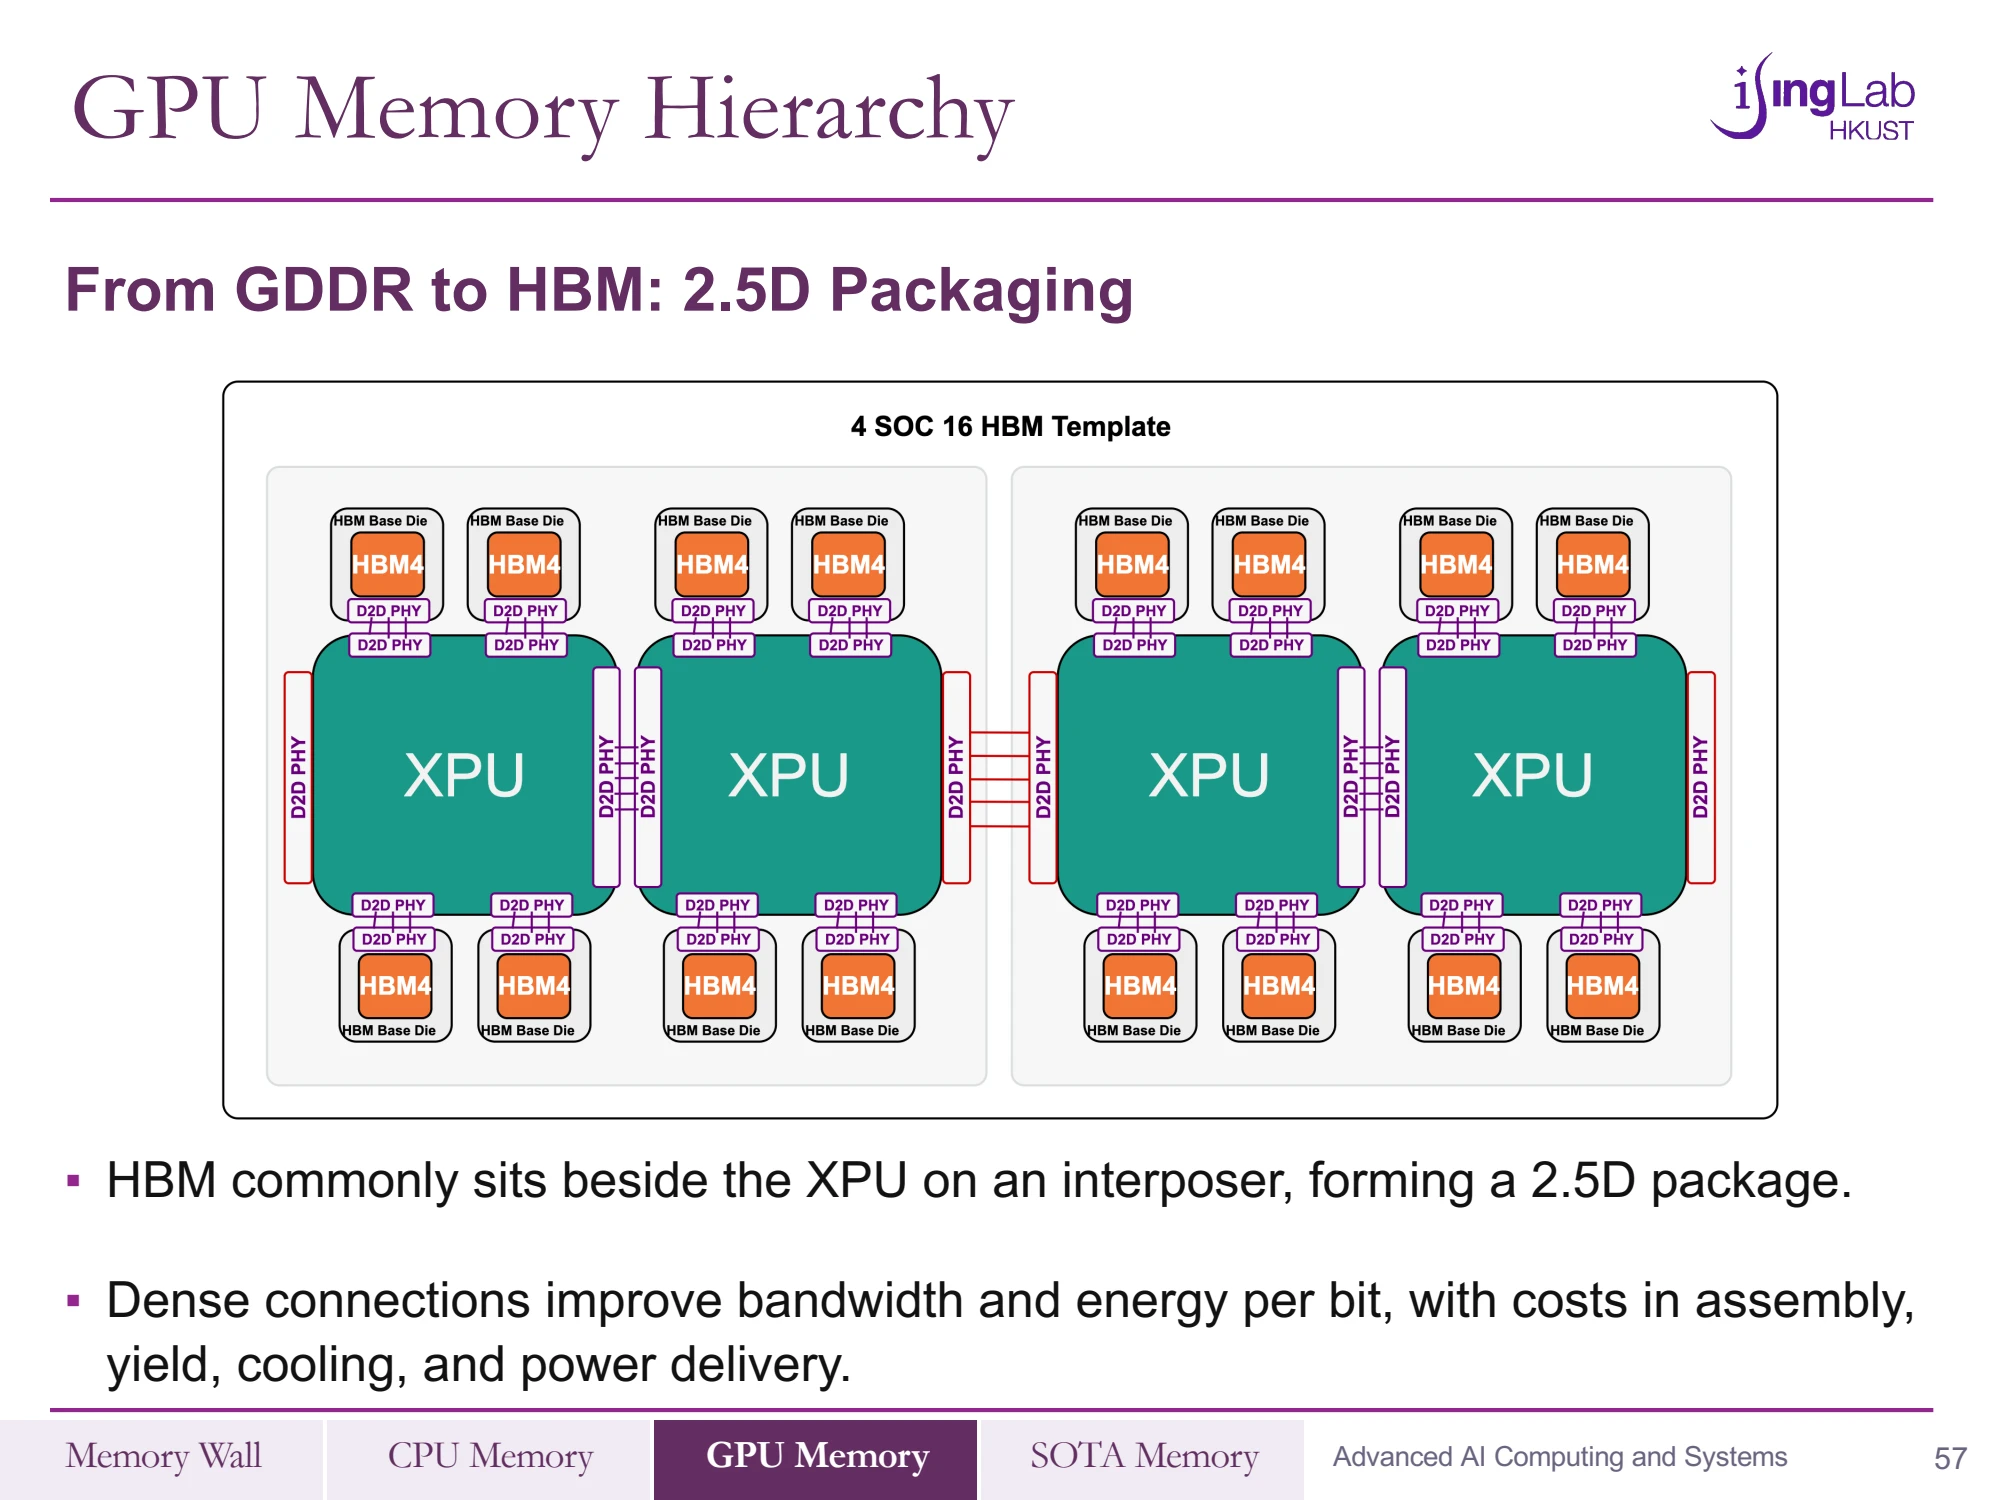 GPU Memory Hierarchy
isingLab
HKUST
From GDDR to HBM: 2.5D Packaging
4 SOC 16 HBM Template
HBM Base Die HBM Base Die HBM Base Die HBM Base Die HBM Base Die HBM Base Die HBM Base Die HBM Base Die
HBM4 HBM4 HBM4 HBM4 HBM4 HBM4 HBM4 HBM4
D2D PHY D2D PHY D2D PHY D2D PHY D2D PHY D2D PHY D2D PHY D2D PHY
D2D PHY D2D PHY D2D PHY D2D PHY D2D PHY D2D PHY D2D PHY D2D PHY
D2D PHY XPU D2D PHY D2D PHY XPU D2D PHY D2D PHY XPU D2D PHY D2D PHY XPU D2D PHY
D2D PHY D2D PHY D2D PHY D2D PHY D2D PHY D2D PHY D2D PHY D2D PHY
D2D PHY D2D PHY D2D PHY D2D PHY D2D PHY D2D PHY D2D PHY D2D PHY
HBM4 HBM4 HBM4 HBM4 HBM4 HBM4 HBM4 HBM4
HBM Base Die HBM Base Die HBM Base Die HBM Base Die HBM Base Die HBM Base Die HBM Base Die HBM Base Die
▪ HBM commonly sits beside the XPU on an interposer, forming a 2.5D package.
▪ Dense connections improve bandwidth and energy per bit, with costs in assembly,
yield, cooling, and power delivery.
Memory Wall CPU Memory GPU Memory SOTA Memory Advanced AI Computing and Systems 57